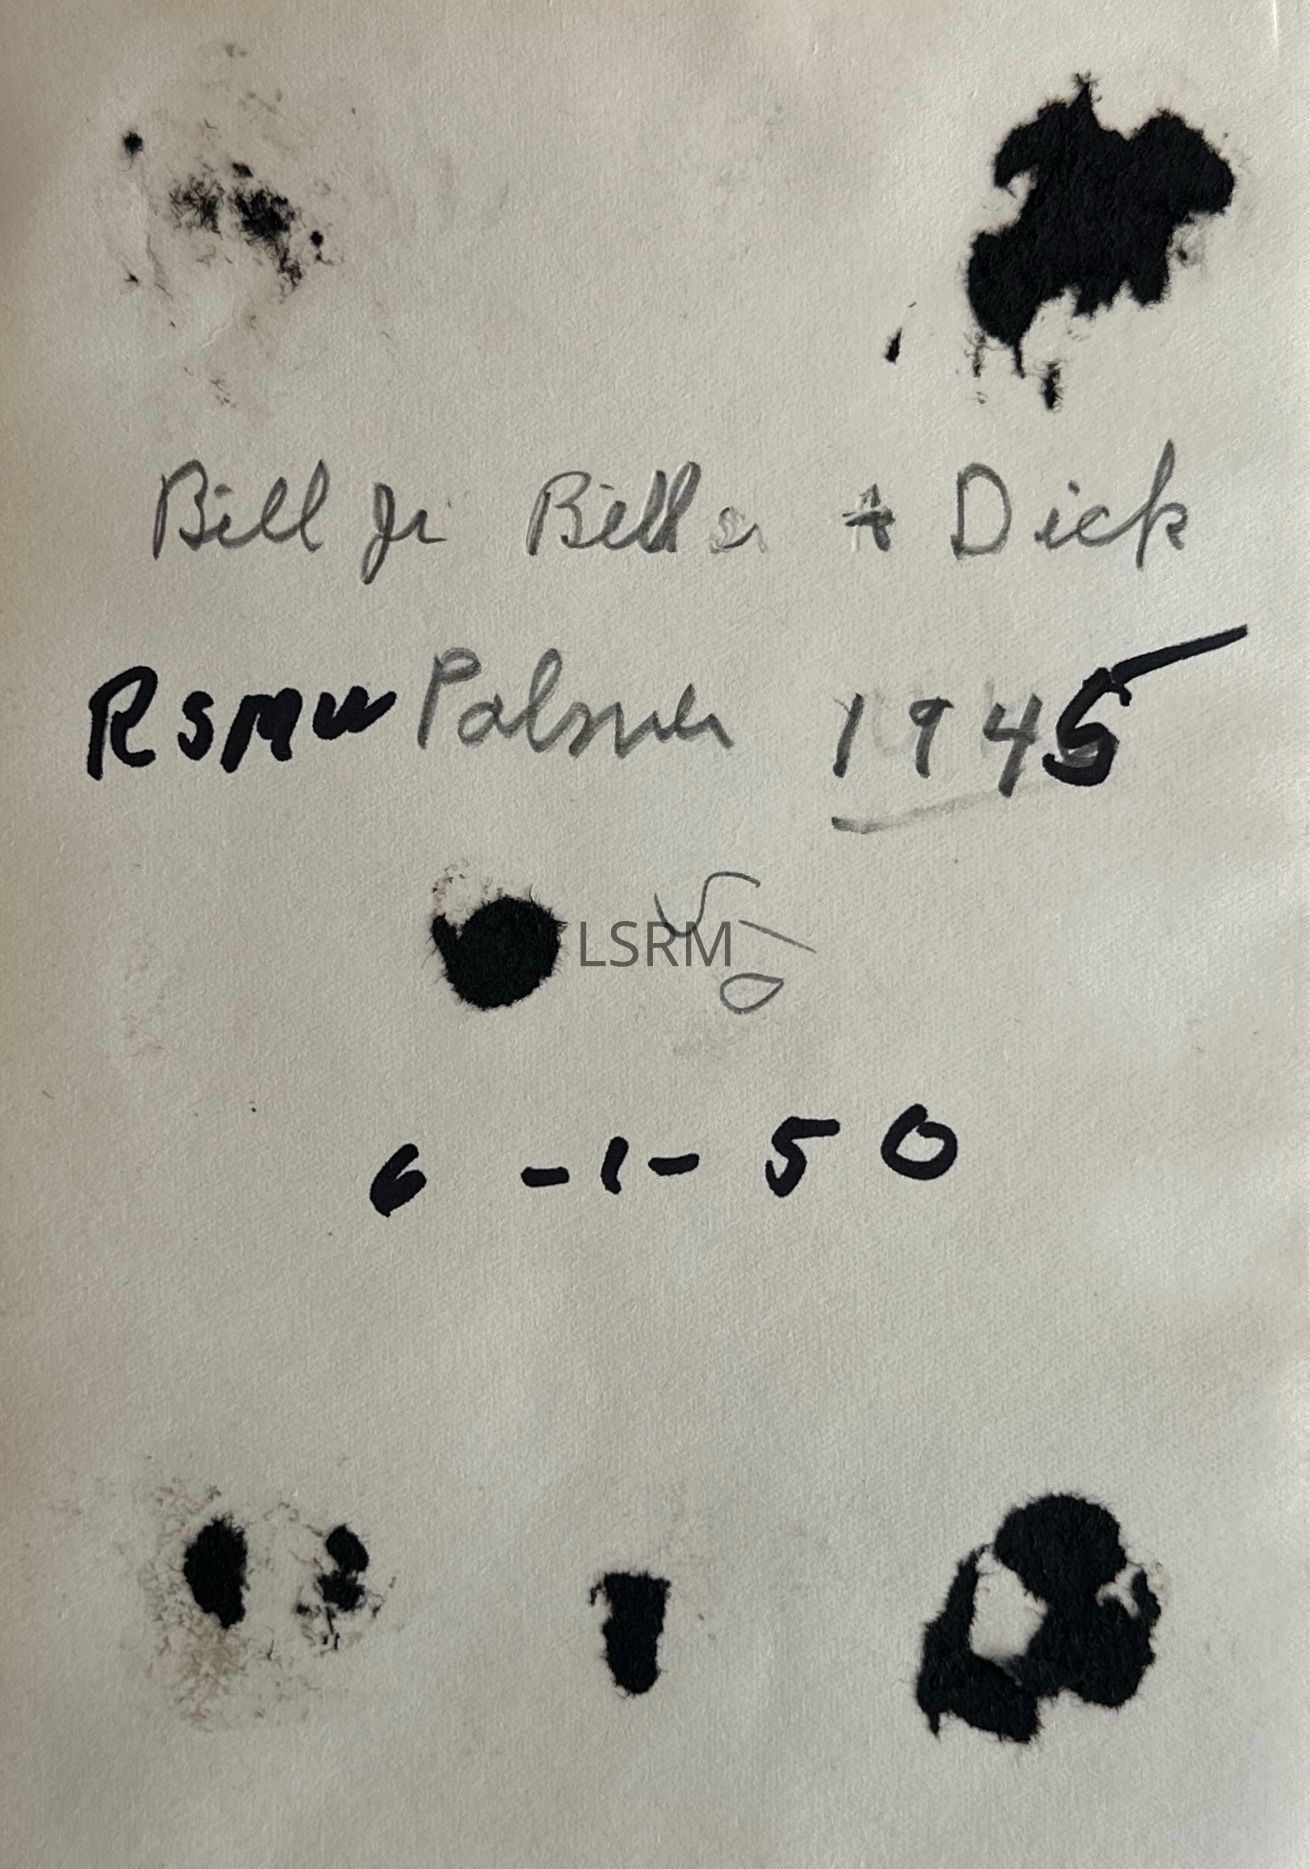 Bill Jr Bill Sr + Dick
RSMW Palmer 1945
LSRM
6-1-50